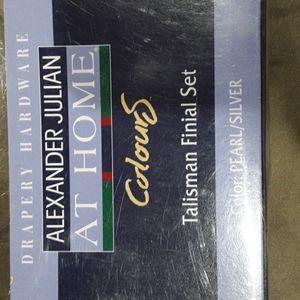 DRAPERY HARDWARE
ALEXANDER JULIAN
AT HOME
Colours
Talisman Finial Set
Color: PEARL/SILVER